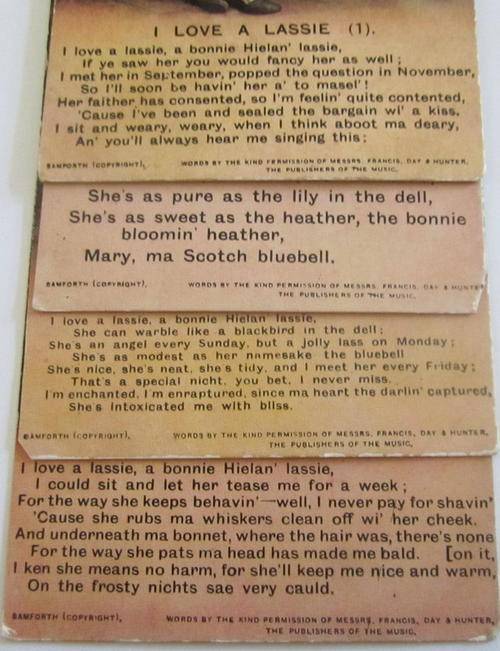 I LOVE A LASSIE (1).
I love a lassie, a bonnie Hielan' lassie,
If ye saw her you would fancy her as well;
I met her in September, popped the question in November,
So I'll soon be havin' her a' to masel'!
Her faither has consented, so I'm feelin' quite contented,
'Cause I've been and sealed the bargain wi' a kiss.
I sit and weary, weary, when I think aboot ma deary,
An' you'll always hear me singing this:
BAMFORTH (COPYRIGHT).
WORDS BY THE KIND PERMISSION OF MESSRS. FRANCIS, DAY & HUNTER,
THE PUBLISHERS OF THE MUSIC.
She's as pure as the lily in the dell,
She's as sweet as the heather, the bonnie
bloomin' heather,
Mary, ma Scotch bluebell.
BAMFORTH (COPYRIGHT).
WORDS BY THE KIND PERMISSION OF MESSRS. FRANCIS, DAY & HUNTER
THE PUBLISHERS OF THE MUSIC.
I love a lassie, a bonnie Hielan' lassie,
She can warble like a blackbird in the dell;
She's an angel every Sunday, but a jolly lass on Monday;
She's as modest as her namesake the bluebell
She's nice, she's neat, she's tidy, and I meet her every Friday;
That's a special nicht, you bet, I never miss.
I'm enchanted, I'm enraptured, since ma heart the darlin' captured,
She's intoxicated me with bliss.
BAMFORTH (COPYRIGHT),
WORDS BY THE KIND PERMISSION OF MESSRS. FRANCIS, DAY & HUNTER,
THE PUBLISHERS OF THE MUSIC,
I love a lassie, a bonnie Hielan' lassie,
I could sit and let her tease me for a week;
For the way she keeps behavin'—well, I never pay for shavin'
'Cause she rubs ma whiskers clean off wi' her cheek.
And underneath ma bonnet, where the hair was, there's none
For the way she pats ma head has made me bald. [on it,
I ken she means no harm, for she'll keep me nice and warm,
On the frosty nichts sae very cauld.
BAMFORTH (COPYRIGHT),
WORDS BY THE KIND PERMISSION OF MESSRS. FRANCIS, DAY & HUNTER,
THE PUBLISHERS OF THE MUSIC.